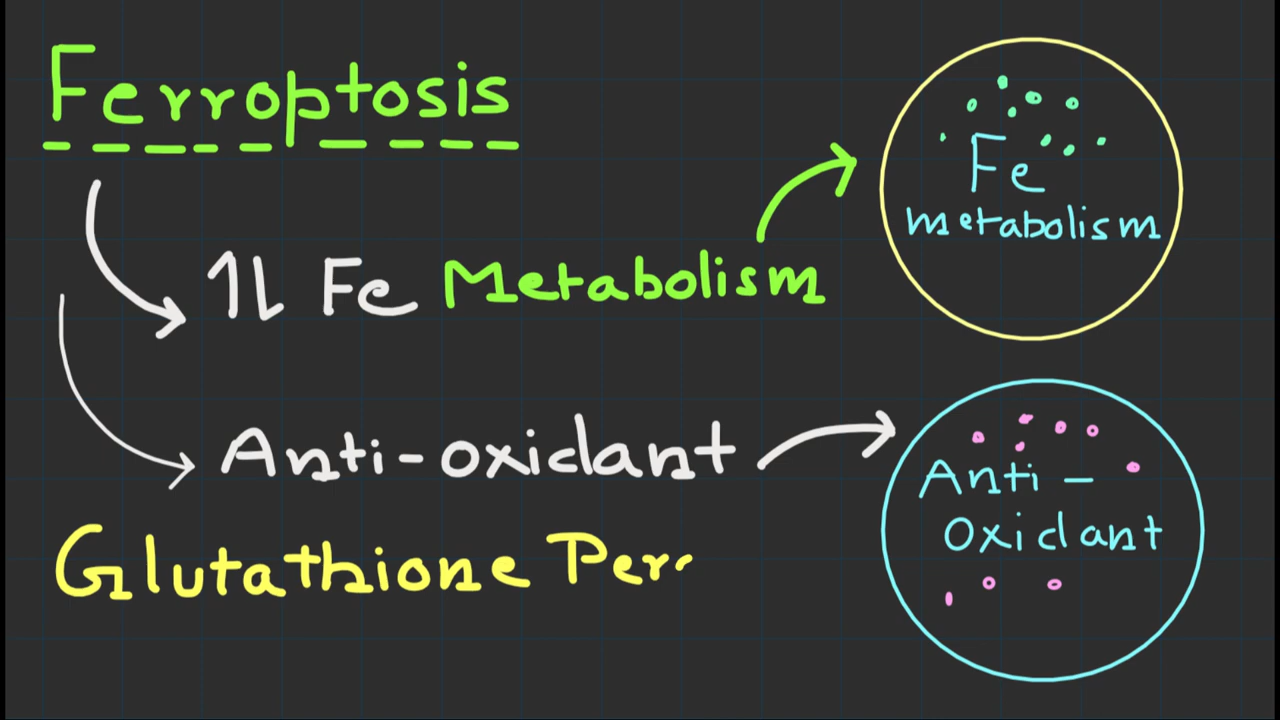 Ferroptosis
↑↓ Fe Metabolism
Anti-oxidant
Glutathione Per
Fe
metabolism
Anti -
Oxidant